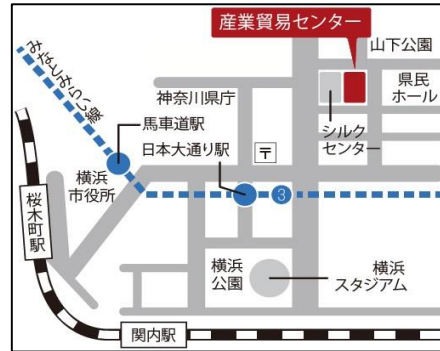 産業貿易センター
山下公園
みなとみらい線
神奈川県庁
県民
ホール
馬車道駅
シルク
センター
日本大通り駅
〒
横浜
市役所
3
桜木町駅
横浜
公園
横浜
スタジアム
関内駅